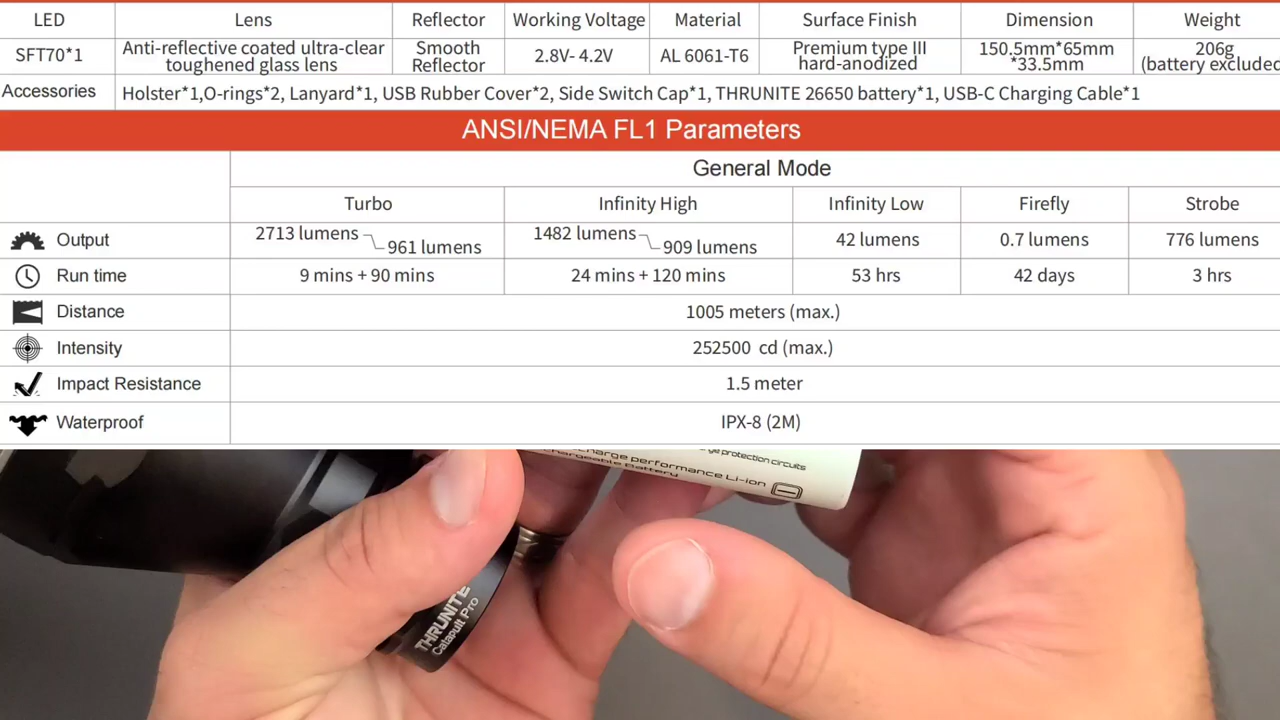 LED Lens Reflector Working Voltage Material Surface Finish Dimension Weight
SFT70*1 Anti-reflective coated ultra-clear toughened glass lens Smooth Reflector 2.8V- 4.2V AL 6061-T6 Premium type III hard-anodized 150.5mm*65mm *33.5mm 206g (battery excluded
Accessories Holster*1,O-rings*2, Lanyard*1, USB Rubber Cover*2, Side Switch Cap*1, THRUNITE 26650 battery*1, USB-C Charging Cable*1
ANSI/NEMA FL1 Parameters
General Mode
Turbo Infinity High Infinity Low Firefly Strobe
Output 2713 lumens 961 lumens 1482 lumens 909 lumens 42 lumens 0.7 lumens 776 lumens
Run time 9 mins + 90 mins 24 mins + 120 mins 53 hrs 42 days 3 hrs
Distance 1005 meters (max.)
Intensity 252500 cd (max.)
Impact Resistance 1.5 meter
Waterproof IPX-8 (2M)
protection circuits
performance Li-ion
Battery
THRUNITE
Catapult Pro